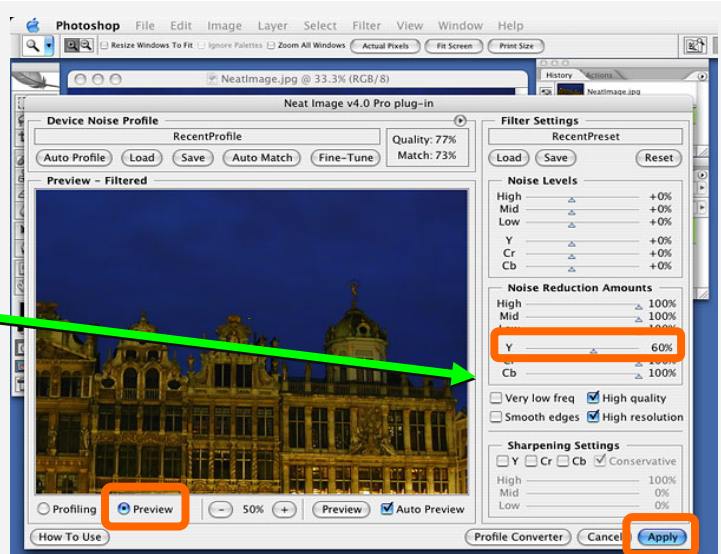 Photoshop File Edit Image Layer Select Filter View Window Help
Resize Windows To Fit Ignore Palettes Zoom All Windows Actual Pixels Fit Screen Print Size
NeatImage.jpg @ 33.3% (RGB/8)
History Actions
NeatImage.jpg
Neat Image v4.0 Pro plug-in
Device Noise Profile
RecentProfile
Quality: 77%
Match: 73%
Auto Profile Load Save Auto Match Fine-Tune
Preview - Filtered
Profiling Preview - 50% + Preview Auto Preview
How To Use
Filter Settings
RecentPreset
Load Save Reset
Noise Levels
High +0%
Mid +0%
Low +0%
Y +0%
Cr +0%
Cb +0%
Noise Reduction Amounts
High 100%
Mid 100%
Low 100%
Y 60%
Cr 100%
Cb 100%
Very low freq High quality
Smooth edges High resolution
Sharpening Settings
Y Cr Cb Conservative
High 100%
Mid 0%
Low 0%
Profile Converter Cancel Apply